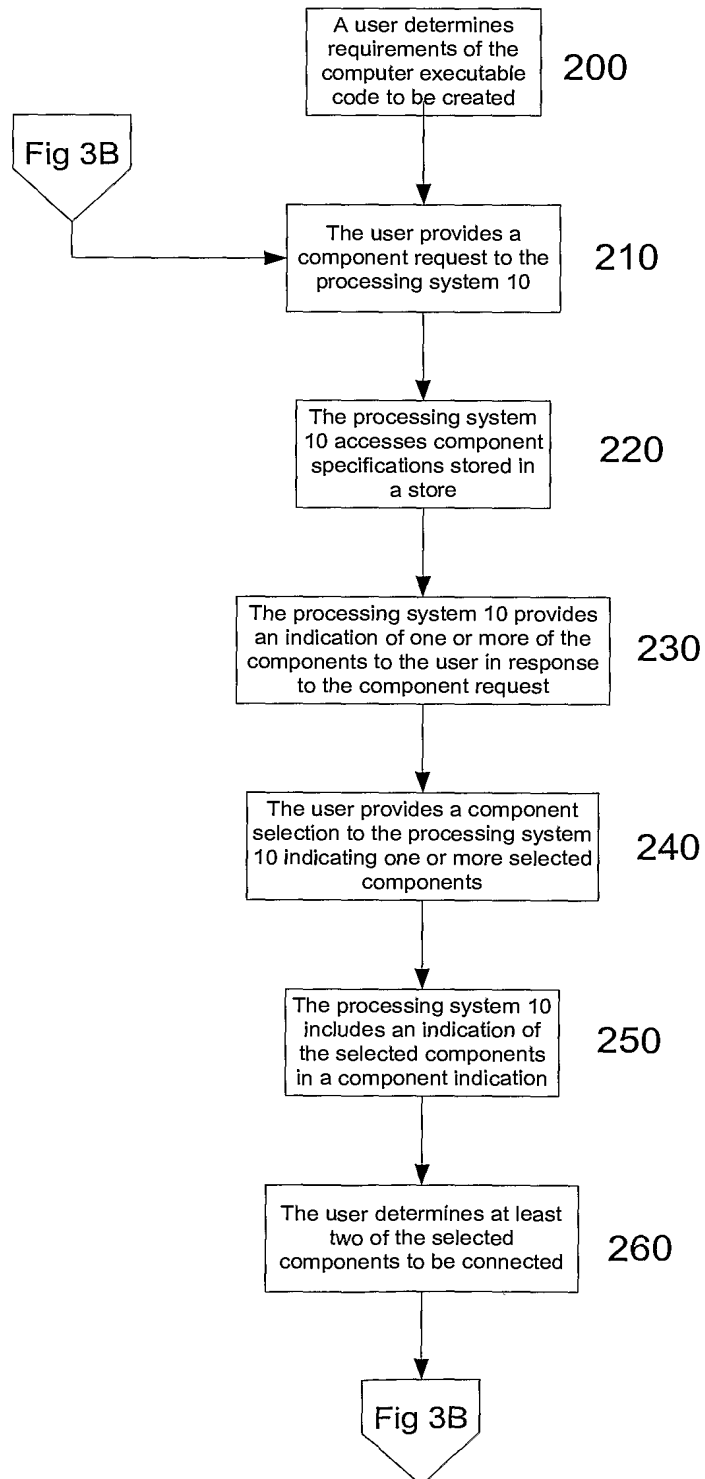 A user determines
requirements of the
computer executable
code to be created
200
Fig 3B
The user provides a
component request to the
processing system 10
210
The processing system
10 accesses component
specifications stored in
a store
220
The processing system 10 provides
an indication of one or more of the
components to the user in response
to the component request
230
The user provides a component
selection to the processing system
10 indicating one or more selected
components
240
The processing system 10
includes an indication of
the selected components
in a component indication
250
The user determines at least
two of the selected
components to be connected
260
Fig 3B